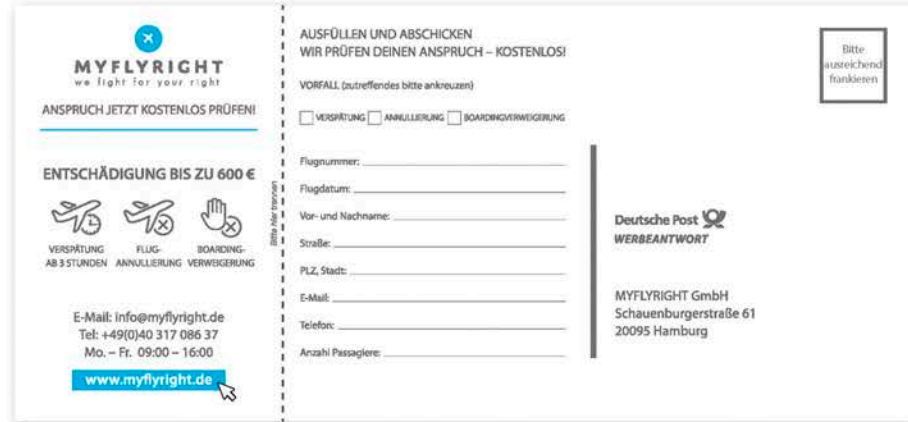 MYFLYRIGHT
we fight for your right
ANSPRUCH JETZT KOSTENLOS PRÜFEN!
ENTSCHÄDIGUNG BIS ZU 600 €
VERSPÄTUNG
AB 3 STUNDEN
FLUG-
ANNULLIERUNG
BOARDING-
VERWEIGERUNG
E-Mail: info@myflyright.de
Tel: +49(0)40 317 086 37
Mo. – Fr. 09:00 – 16:00
www.myflyright.de
Bitte hier trennen
AUSFÜLLEN UND ABSCHICKEN
WIR PRÜFEN DEINEN ANSPRUCH – KOSTENLOS!
VORFALL (zutreffendes bitte ankreuzen)
VERSPÄTUNG ANNULLIERUNG BOARDINGVERWEIGERUNG
Flugnummer:
Flugdatum:
Vor- und Nachname:
Straße:
PLZ, Stadt:
E-Mail:
Telefon:
Anzahl Passagiere:
Bitte
ausreichend
frankieren
Deutsche Post
WERBEANTWORT
MYFLYRIGHT GmbH
Schauenburgerstraße 61
20095 Hamburg